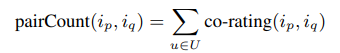 pairCount(i_p, i_q) = ∑_{u∈U} co-rating(i_p, i_q)